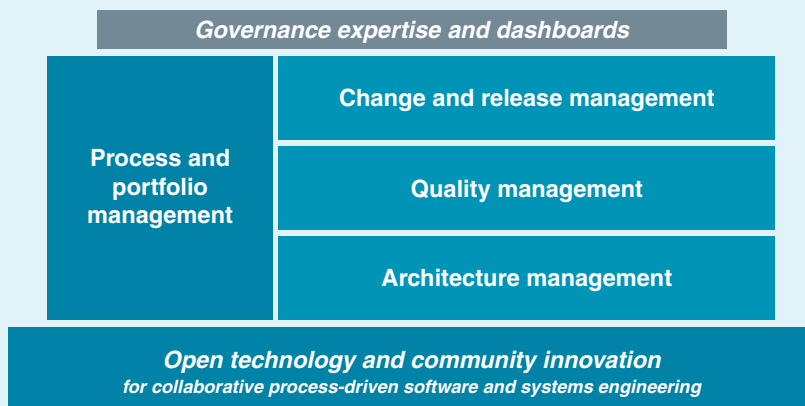 Governance expertise and dashboards
Process and
portfolio
management
Change and release management
Quality management
Architecture management
Open technology and community innovation
for collaborative process-driven software and systems engineering